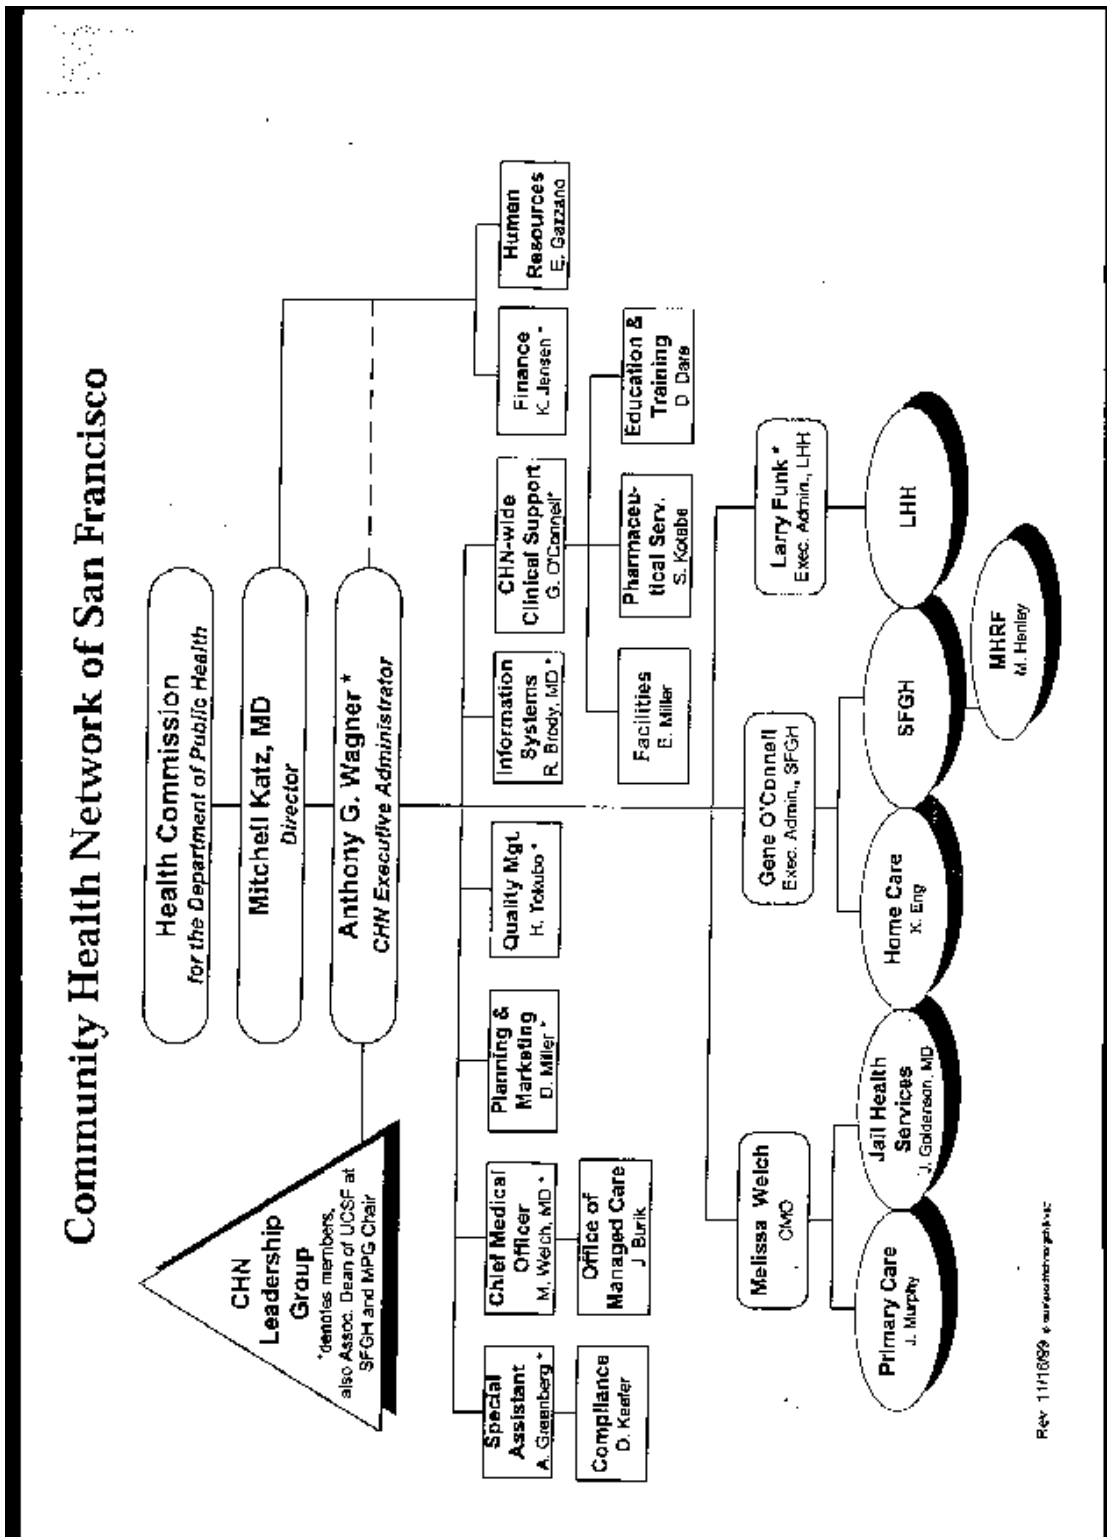 Community Health Network of San Francisco
Health Commission
for the Department of Public Health
Mitchell Katz, MD
Director
Anthony G. Wagner *
CHN Executive Administrator
CHN
Leadership
Group
*denotes members,
also Assoc. Dean of UCSF at
SFGH and MPG Chair
Special
Assistant
A. Greenberg *
Chief Medical
Officer
M. Welch, MD *
Planning &
Marketing
D. Miller *
Quality Mgt.
H. Yokubo *
Information
Systems
R. Brody, MD *
CHN-wide
Clinical Support
G. O'Connell*
Finance
K. Jensen *
Human
Resources
E. Gazzano
Compliance
D. Keefer
Office of
Managed Care
J. Burik
Facilities
E. Miller
Pharmaceu-
tical Serv.
S. Kotabe
Education &
Training
D. Dare
Melissa Welch
CMO
Gene O'Connell
Exec. Admin., SFGH
Larry Funk *
Exec. Admin., LHH
Primary Care
J. Murphy
Jail Health
Services
J. Goldenson, MD
Home Care
K. Eng
SFGH
LHH
MHRF
M. Henley
Rev. 11/16/99